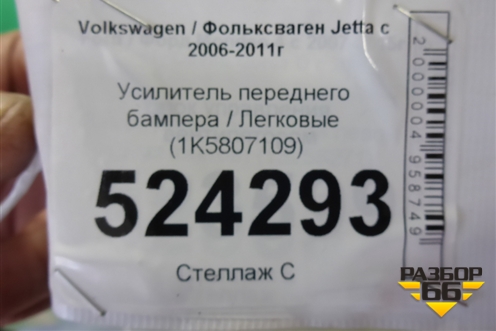 Volkswagen / Фольксваген Jetta с
2006-2011г
Усилитель переднего
бампера / Легковые
(1K5807109)
524293
Стеллаж С
2000004958749
РАЗБОР
66